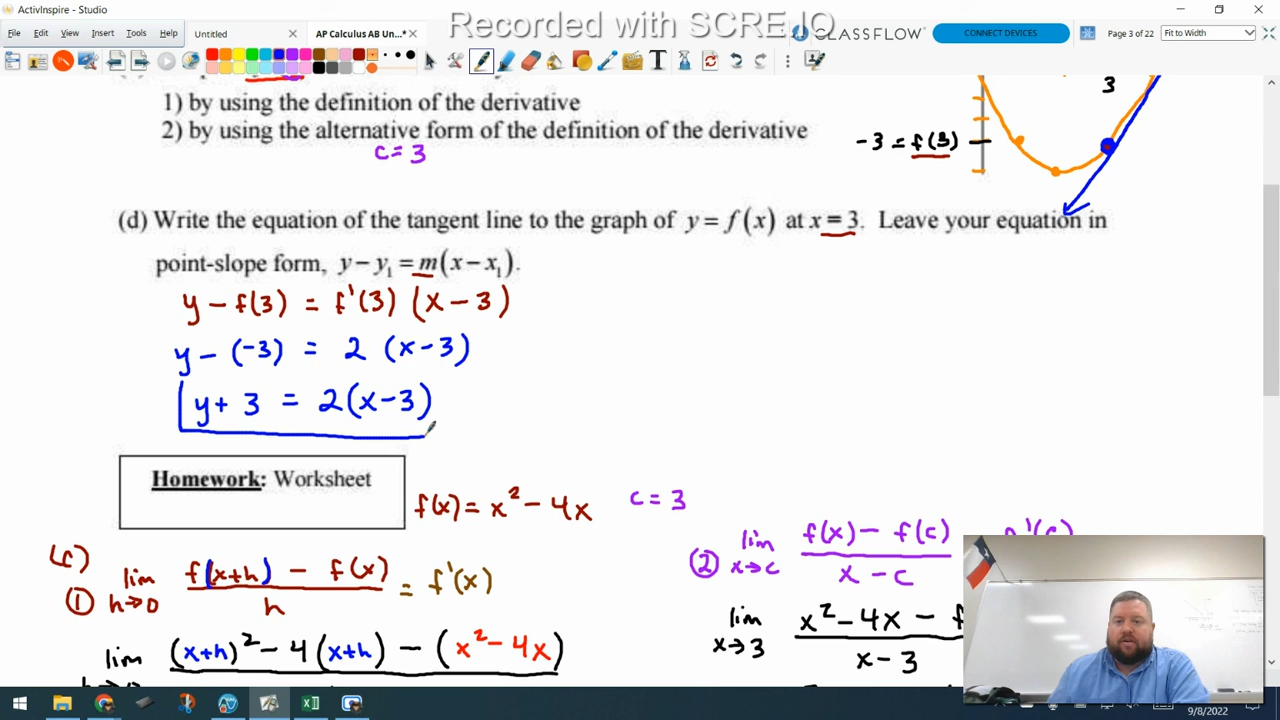 ActivInspire - Studio
Recorded with SCRE.IO
File Edit View Insert Tools Help
Untitled
AP Calculus AB Un...*
CLASSFLOW
CONNECT DEVICES
Page 3 of 22
Fit to Width
1) by using the definition of the derivative
2) by using the alternative form of the definition of the derivative
c = 3
3
-3 = f(3)
(d) Write the equation of the tangent line to the graph of y = f(x) at x = 3. Leave your equation in
point-slope form, y − y₁ = m(x − x₁).
y − f(3) = f'(3) (x − 3)
y − (−3) = 2 (x − 3)
y + 3 = 2(x − 3)
Homework: Worksheet
f(x) = x² − 4x
c = 3
① lim h→0 f(x+h) − f(x) / h = f'(x)
② lim x→c f(x) − f(c) / x − c
lim (x+h)² − 4(x+h) − (x² − 4x)
lim x→3 x² − 4x − f / x − 3
9/8/2022